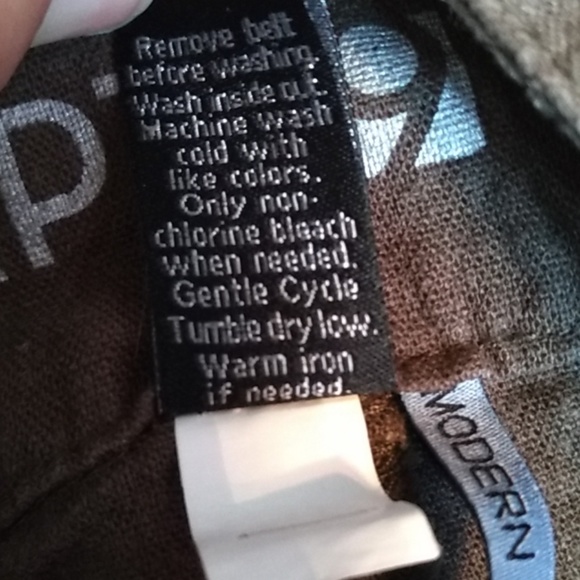 Remove belt
before washing.
Wash inside out.
Machine wash
cold with
like colors.
Only non-
chlorine bleach
when needed.
Gentle Cycle
Tumble dry low.
Warm iron
if needed.
MODERN